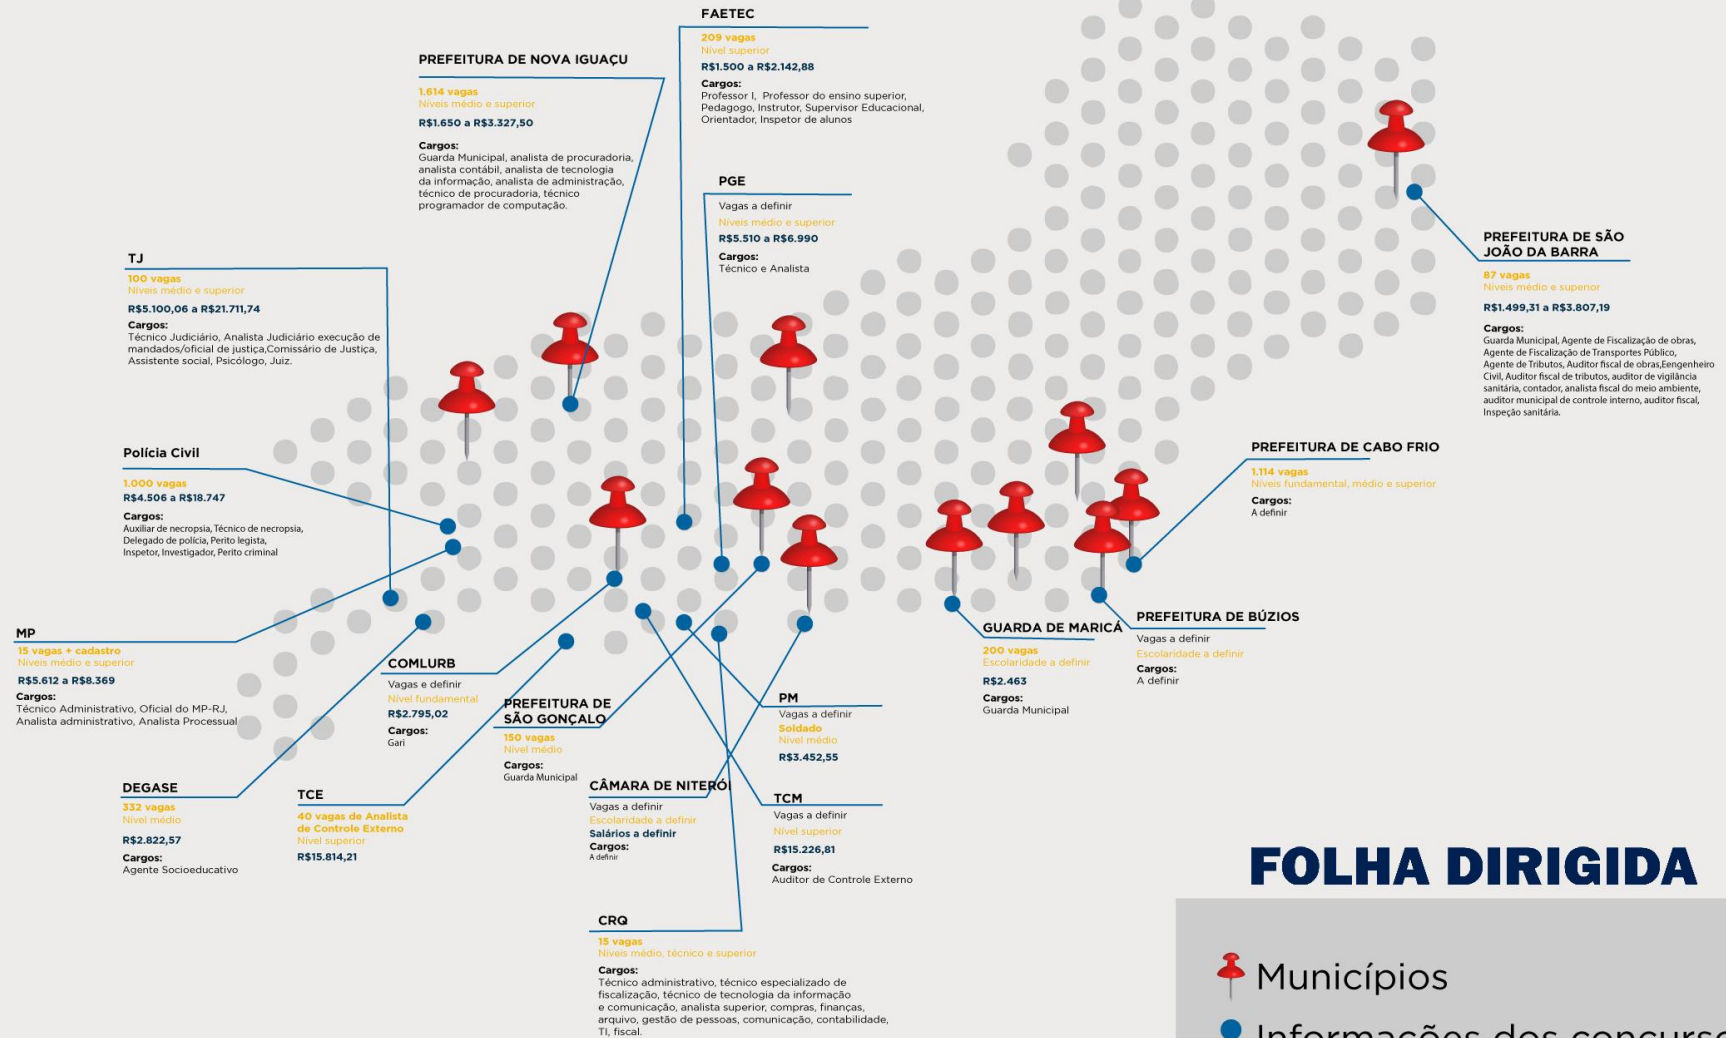 FAETEC
209 vagas
Nível superior
R$1.500 a R$2.142,88
Cargos:
Professor I, Professor do ensino superior,
Pedagogo, Instrutor, Supervisor Educacional,
Orientador, Inspetor de alunos
PREFEITURA DE NOVA IGUAÇU
1.614 vagas
Níveis médio e superior
R$1.650 a R$3.327,50
Cargos:
Guarda Municipal, analista de procuradoria,
analista contábil, analista de tecnologia
da informação, analista de administração,
técnico de procuradoria, técnico
programador de computação.
PGE
Vagas a definir
Níveis médio e superior
R$5.510 a R$6.990
Cargos:
Técnico e Analista
PREFEITURA DE SÃO
JOÃO DA BARRA
87 vagas
Níveis médio e superior
R$1.499,31 a R$3.807,19
Cargos:
Guarda Municipal, Agente de Fiscalização de obras,
Agente de Fiscalização de Transportes Público,
Agente de Tributos, Auditor fiscal de obras,Eengenheiro
Civil, Auditor fiscal de tributos, auditor de vigilância
sanitária, contador, analista fiscal do meio ambiente,
auditor municipal de controle interno, auditor fiscal,
Inspeção sanitária.
TJ
100 vagas
Níveis médio e superior
R$5.100,06 a R$21.711,74
Cargos:
Técnico Judiciário, Analista Judiciário execução de
mandados/oficial de justiça,Comissário de Justiça,
Assistente social, Psicólogo, Juiz.
Polícia Civil
1.000 vagas
R$4.506 a R$18.747
Cargos:
Auxiliar de necropsia, Técnico de necropsia,
Delegado de polícia, Perito legista,
Inspetor, Investigador, Perito criminal
PREFEITURA DE CABO FRIO
1.114 vagas
Níveis fundamental, médio e superior
Cargos:
A definir
MP
15 vagas + cadastro
Níveis médio e superior
R$5.612 a R$8.369
Cargos:
Técnico Administrativo, Oficial do MP-RJ,
Analista administrativo, Analista Processual
COMLURB
Vagas e definir
Nível fundamental
R$2.795,02
Cargos:
Gari
PREFEITURA DE
SÃO GONÇALO
150 vagas
Nível médio
Cargos:
Guarda Municipal
PM
Vagas a definir
Soldado
Nível médio
R$3.452,55
GUARDA DE MARICÁ
200 vagas
Escolaridade a definir
R$2.463
Cargos:
Guarda Municipal
PREFEITURA DE BÚZIOS
Vagas a definir
Escolaridade a definir
Cargos:
A definir
DEGASE
332 vagas
Nível médio
R$2.822,57
Cargos:
Agente Socioeducativo
TCE
40 vagas de Analista
de Controle Externo
Nível superior
R$15.814,21
CÂMARA DE NITERÓI
Vagas a definir
Escolaridade a definir
Salários a definir
Cargos:
A definir
TCM
Vagas a definir
Nível superior
R$15.226,81
Cargos:
Auditor de Controle Externo
CRQ
15 vagas
Níveis médio, técnico e superior
Cargos:
Técnico administrativo, técnico especializado de
fiscalização, técnico de tecnologia da informação
e comunicação, analista superior, compras, finanças,
arquivo, gestão de pessoas, comunicação, contabilidade,
TI, fiscal.
FOLHA DIRIGIDA
Municípios
Informações dos concurso